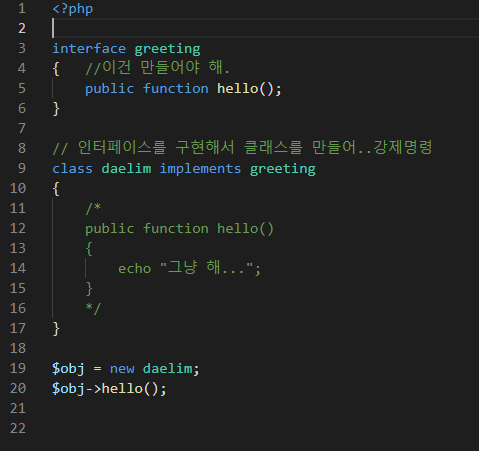 1 <?php
2
3 interface greeting
4 {   //이건 만들어야 해.
5     public function hello();
6 }
7
8 // 인터페이스를 구현해서 클래스를 만들어..강제명령
9 class daelim implements greeting
10 {
11     /*
12     public function hello()
13     {
14         echo "그냥 해...";
15     }
16     */
17 }
18
19 $obj = new daelim;
20 $obj->hello();
21
22